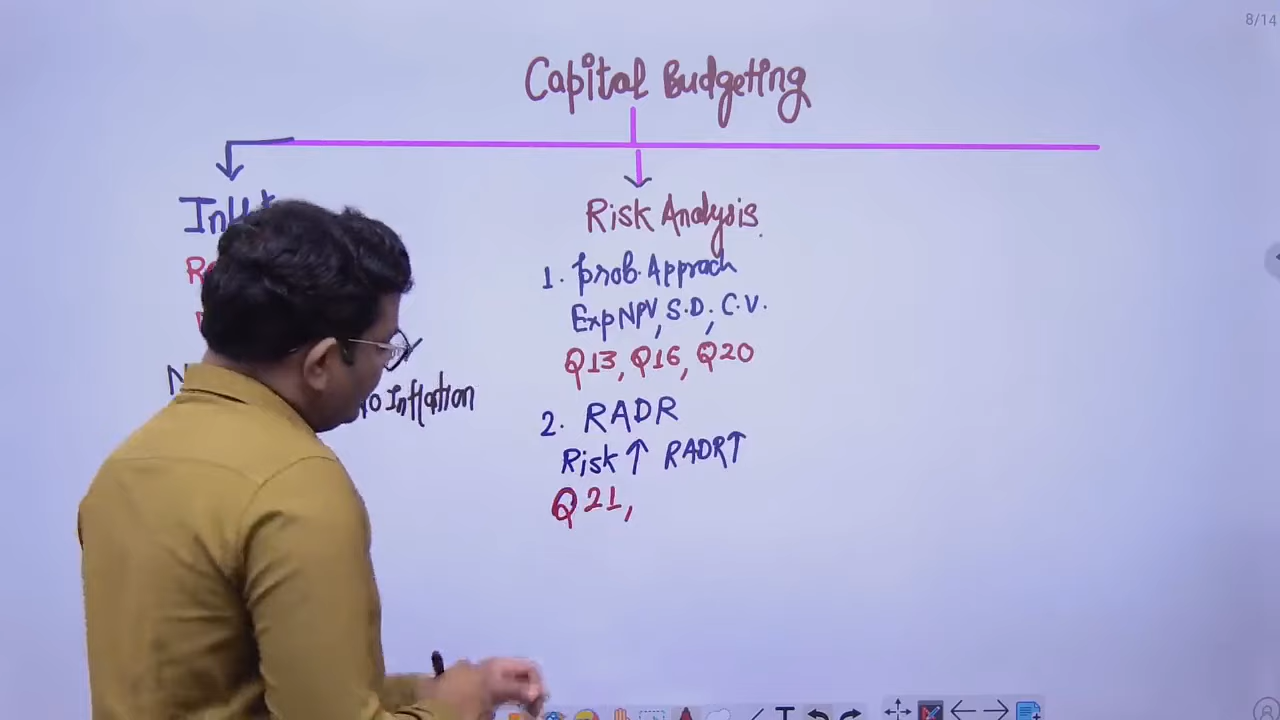 8/14
Capital Budgeting
Risk Analysis
1. Prob. Apprach
Exp NPV, S.D., C.V.
Q13, Q16, Q20
Inflation
2. RADR
Risk ↑ RADR↑
Q21,